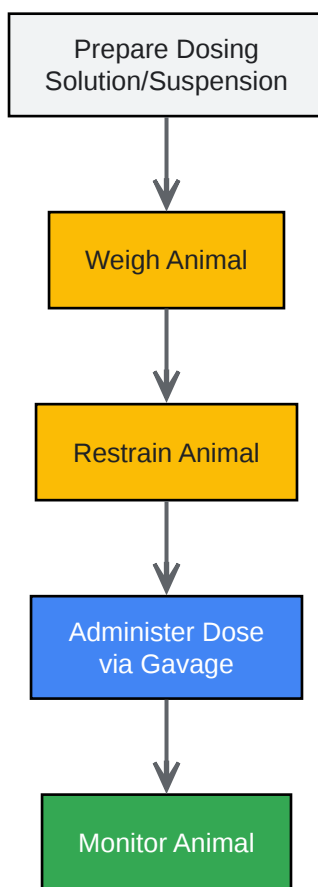 Prepare Dosing
Solution/Suspension
Weigh Animal
Restrain Animal
Administer Dose
via Gavage
Monitor Animal